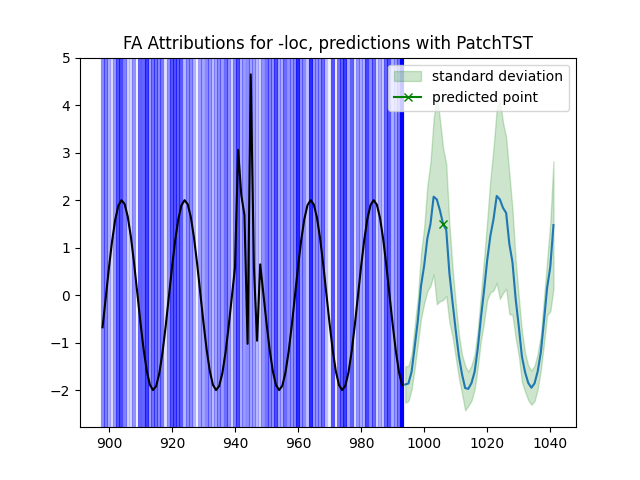 FA Attributions for -loc, predictions with PatchTST
standard deviation
predicted point
5
4
3
2
1
0
−1
−2
900 920 940 960 980 1000 1020 1040